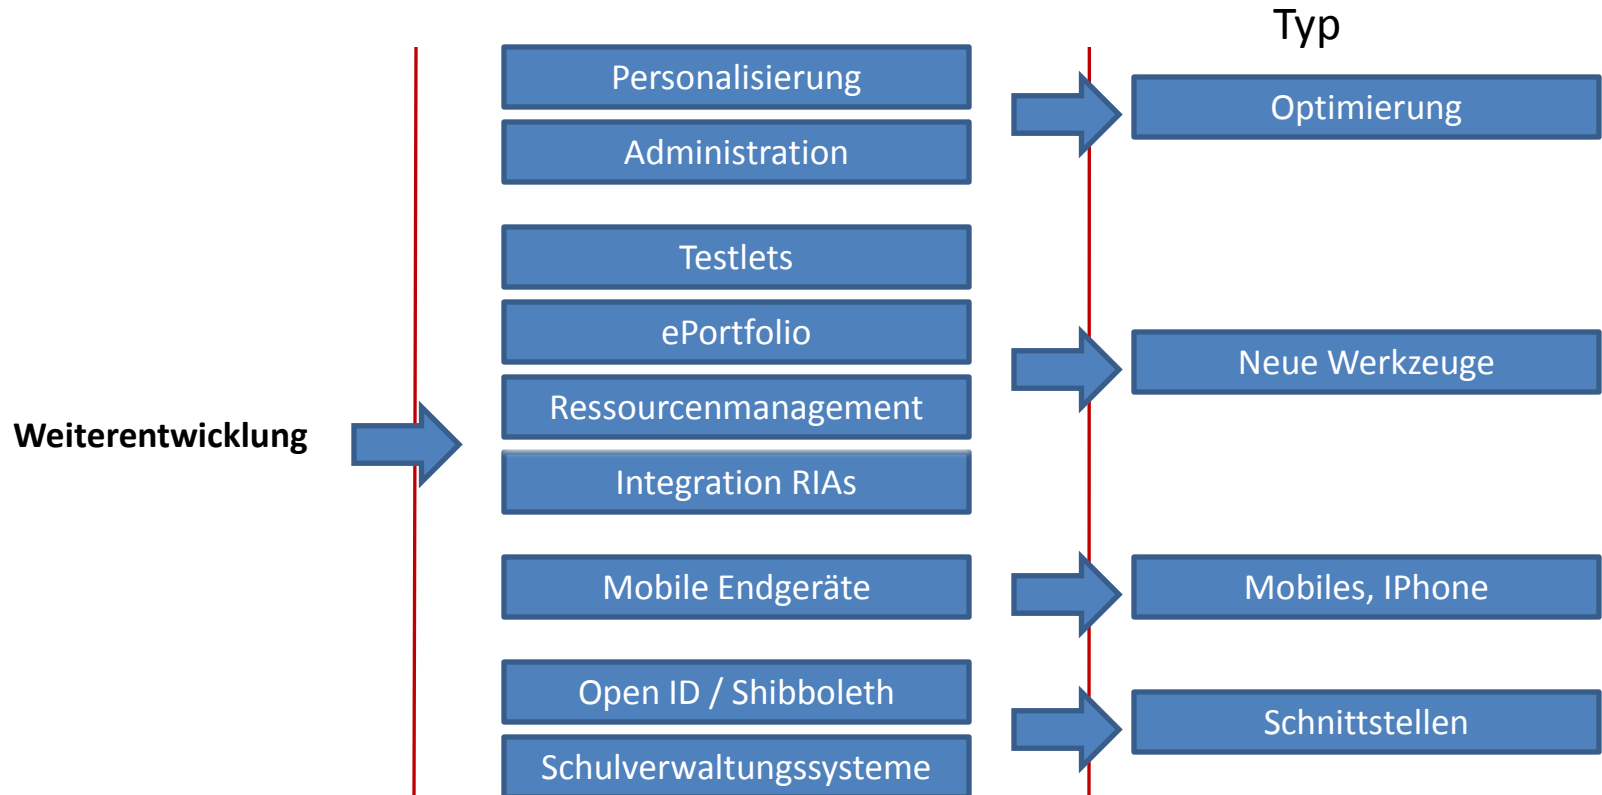 Typ
Personalisierung
Optimierung
Administration
Testlets
ePortfolio
Neue Werkzeuge
Ressourcenmanagement
Weiterentwicklung
Integration RIAs
Mobile Endgeräte
Mobiles, IPhone
Open ID / Shibboleth
Schnittstellen
Schulverwaltungssysteme